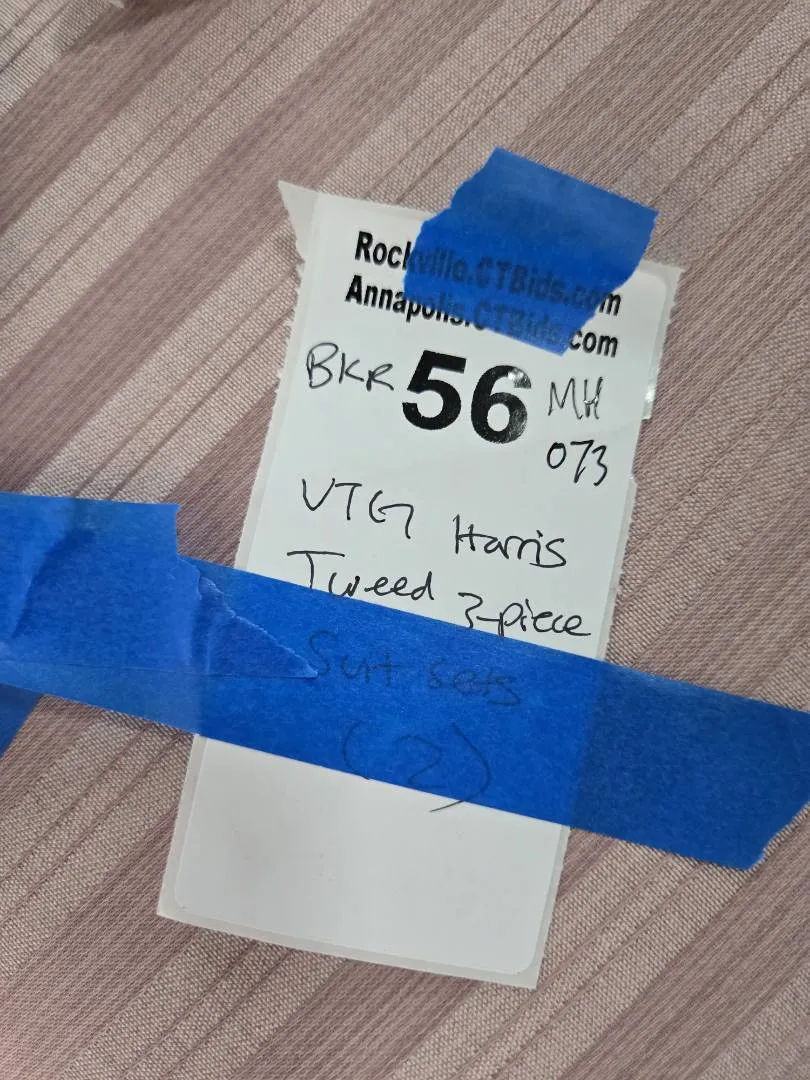 Rockville.CTBids.com
Annapolis.CTBids.com
BKR 56 MH
073
VTG Harris
Tweed 3-piece
Suit sets
(2)